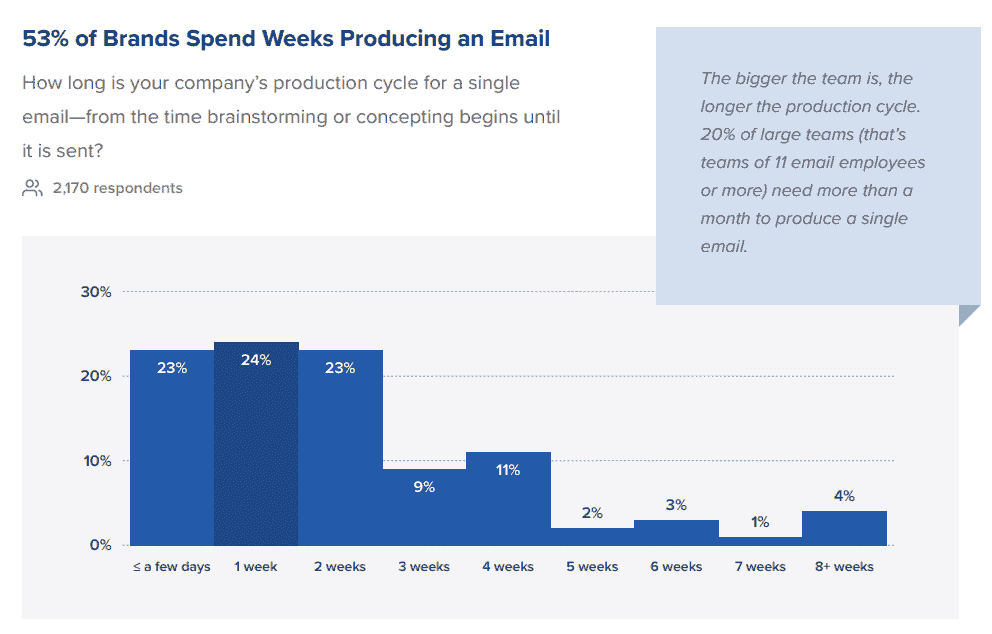 53% of Brands Spend Weeks Producing an Email
How long is your company's production cycle for a single
email—from the time brainstorming or concepting begins until
it is sent?
2,170 respondents
The bigger the team is, the
longer the production cycle.
20% of large teams (that's
teams of 11 email employees
or more) need more than a
month to produce a single
email.
30%
20%
10%
0%
23%
24%
23%
9%
11%
2%
3%
1%
4%
≤ a few days
1 week
2 weeks
3 weeks
4 weeks
5 weeks
6 weeks
7 weeks
8+ weeks